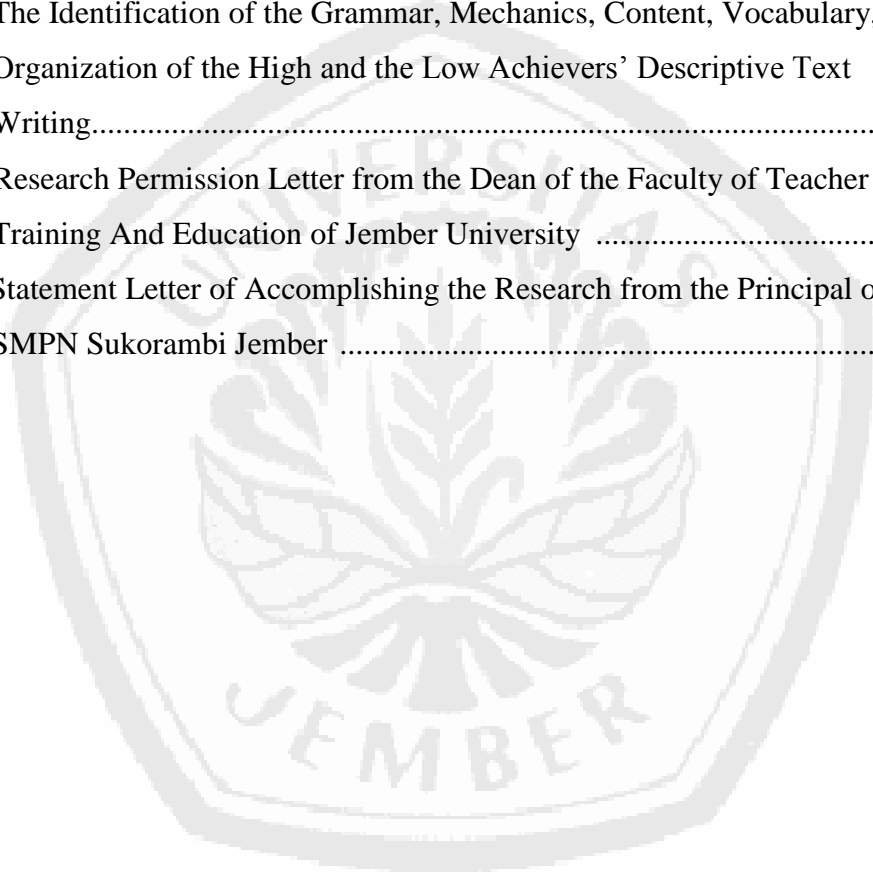 The Identification of the Grammar, Mechanics, Content, Vocabulary,
Organization of the High and the Low Achievers’ Descriptive Text
Writing....................................................................................................
Research Permission Letter from the Dean of the Faculty of Teacher
Training And Education of Jember University ...................................
Statement Letter of Accomplishing the Research from the Principal
SMPN Sukorambi Jember ...................................................................
UNIVERSITAS
JEMBER